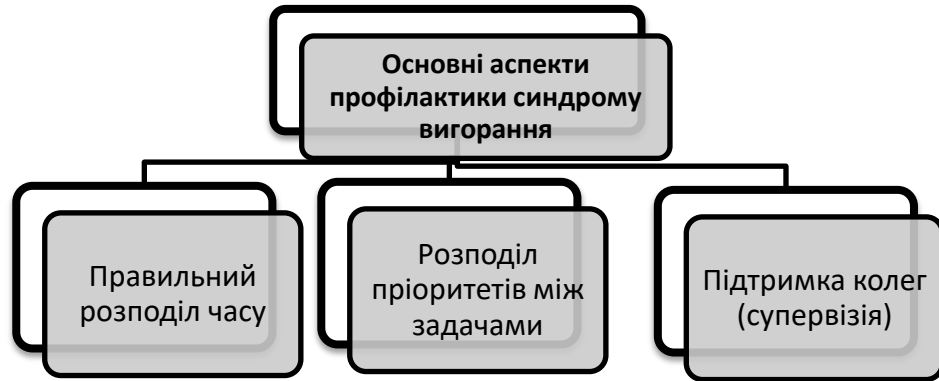 Основні аспекти
профілактики синдрому
вигорання
Правильний
розподіл часу
Розподіл
пріоритетів між
задачами
Підтримка колег
(супервізія)